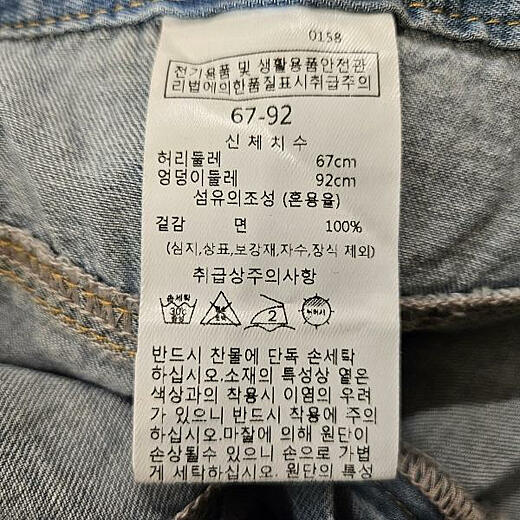 0158
전기용품 및 생활용품안전관
리법에의한품질표시취급주의
67-92
신 체 치 수
허리둘레 67cm
엉덩이둘레 92cm
섬유의조성 (혼용율)
겉감 면 100%
(심지,상표,보강재,자수,장식 제외)
취급상주의사항
손세탁
30℃
중성
2
반드시 찬물에 단독 손세탁
하십시오.소재의 특성상 옅은
색상과의 착용시 이염의 우려
가 있으니 반드시 착용에 주의
하십시오.마찰에 의해 원단이
손상될수 있으니 손으로 가볍
게 세탁하십시오. 원단의 특성